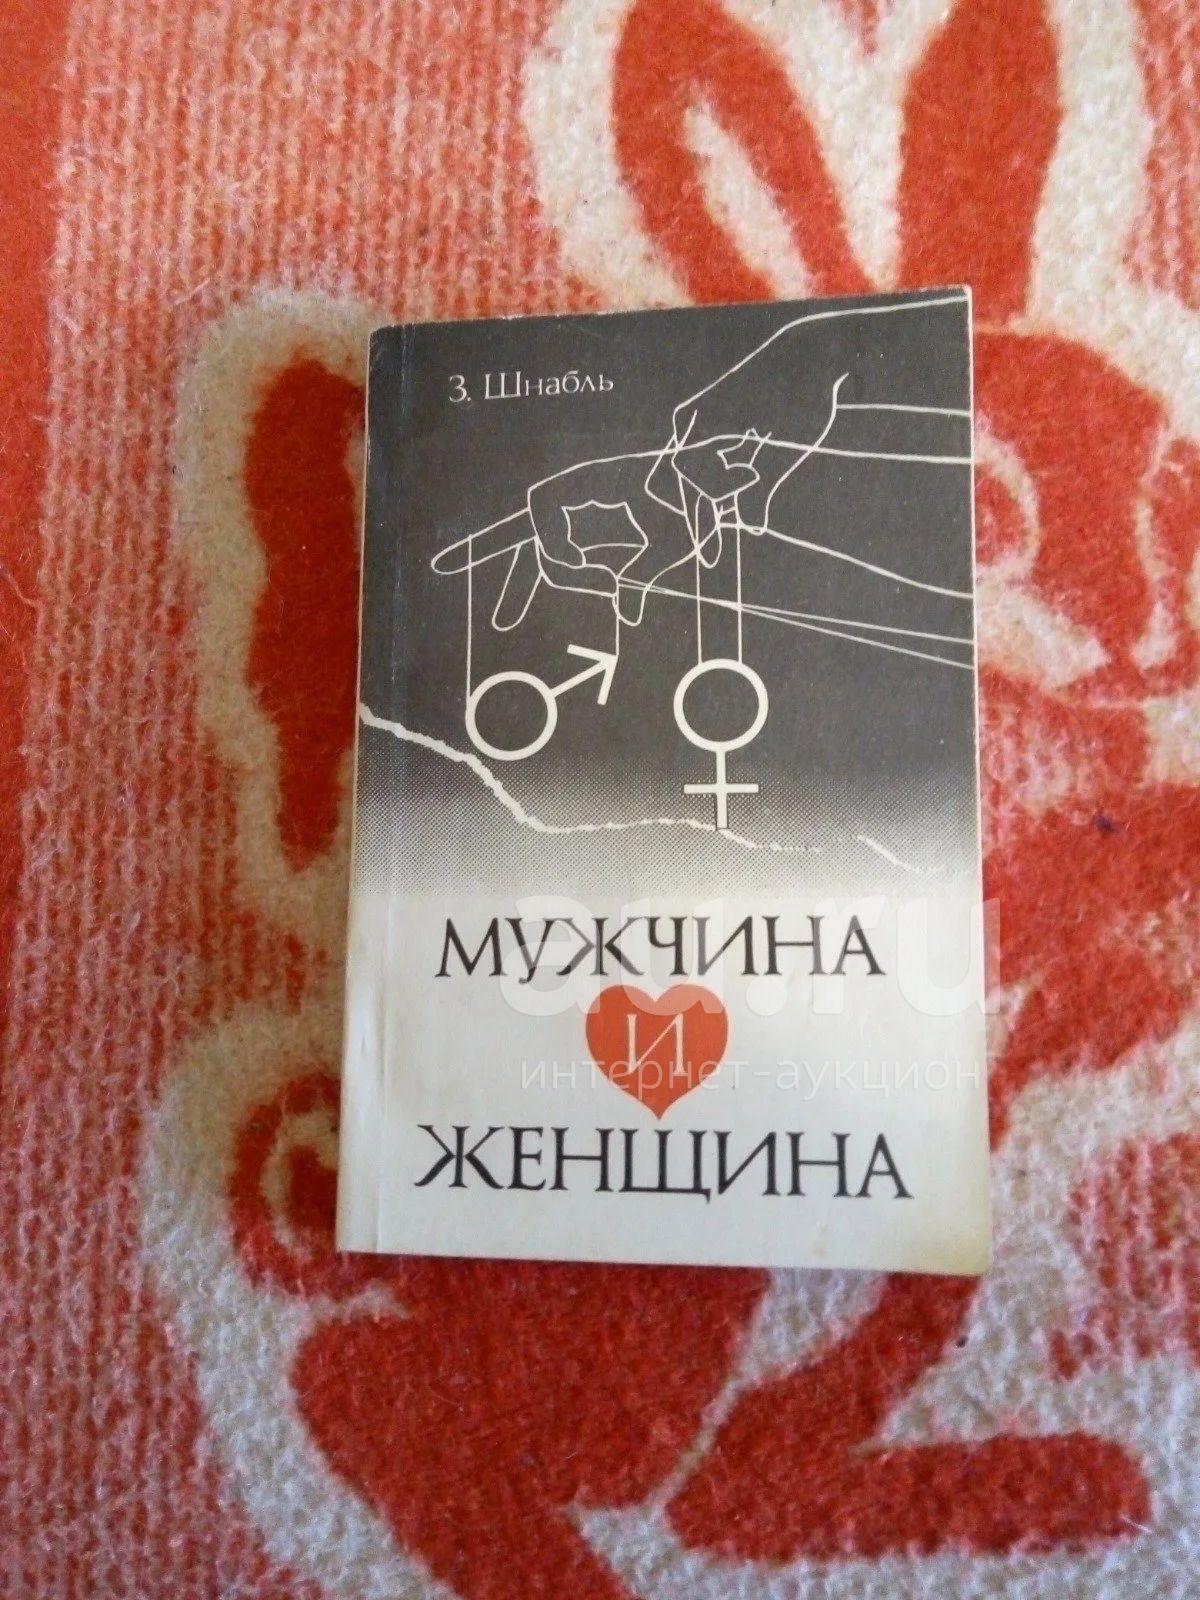 З. Шнабль
МУЖЧИНА
И
ЖЕНЩИНА
au.ru
интернет-аукцион